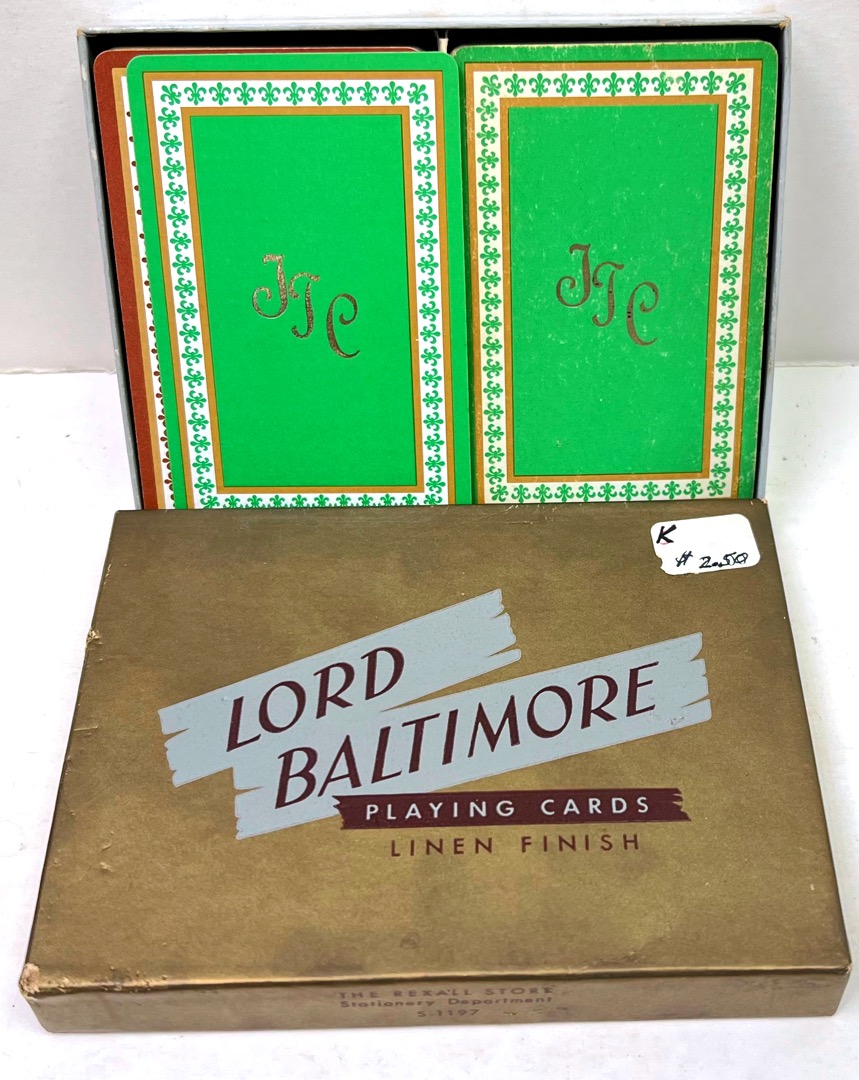 JTC
JTC
K
# 2.50
LORD
BALTIMORE
PLAYING CARDS
LINEN FINISH
THE REXALL STORE
Stationery Department
S-1197